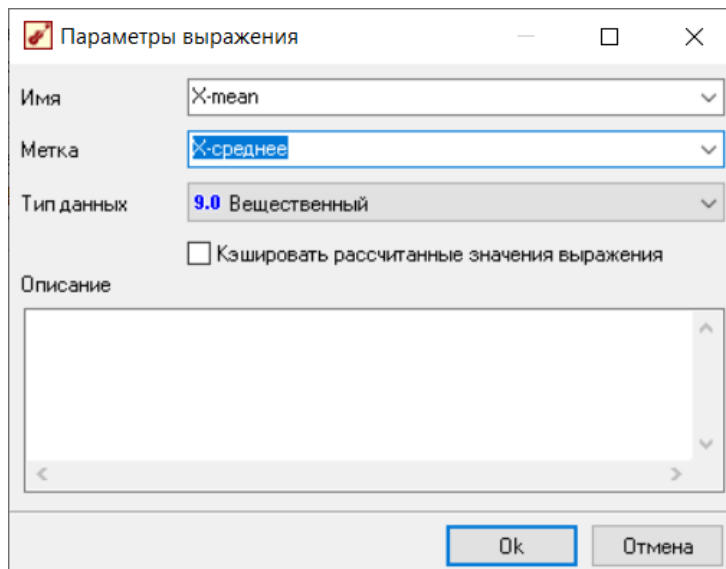 Параметры выражения
Имя X-mean
Метка X-среднее
Тип данных 9.0 Вещественный
Кэшировать рассчитанные значения выражения
Описание
Ok Отмена